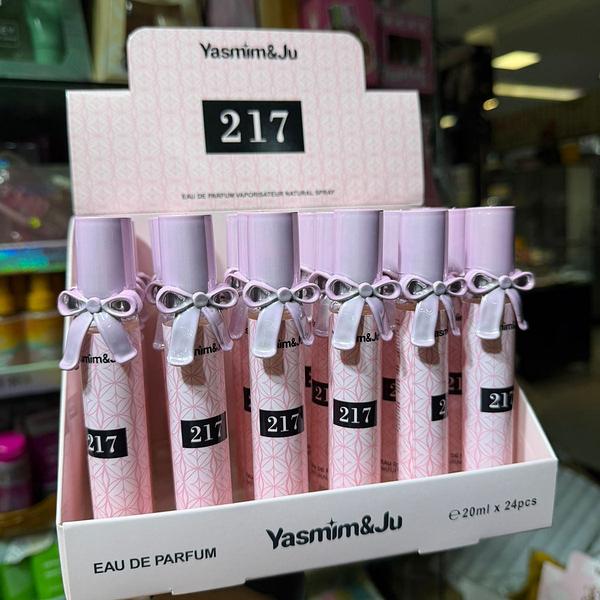 Yasmim&Ju
217
EAU DE PARFUM VAPORISATEUR NATURAL SPRAY
217
217
217
217
217
EAU DE PARFUM
Yasmim&Ju
℮20ml x 24pcs